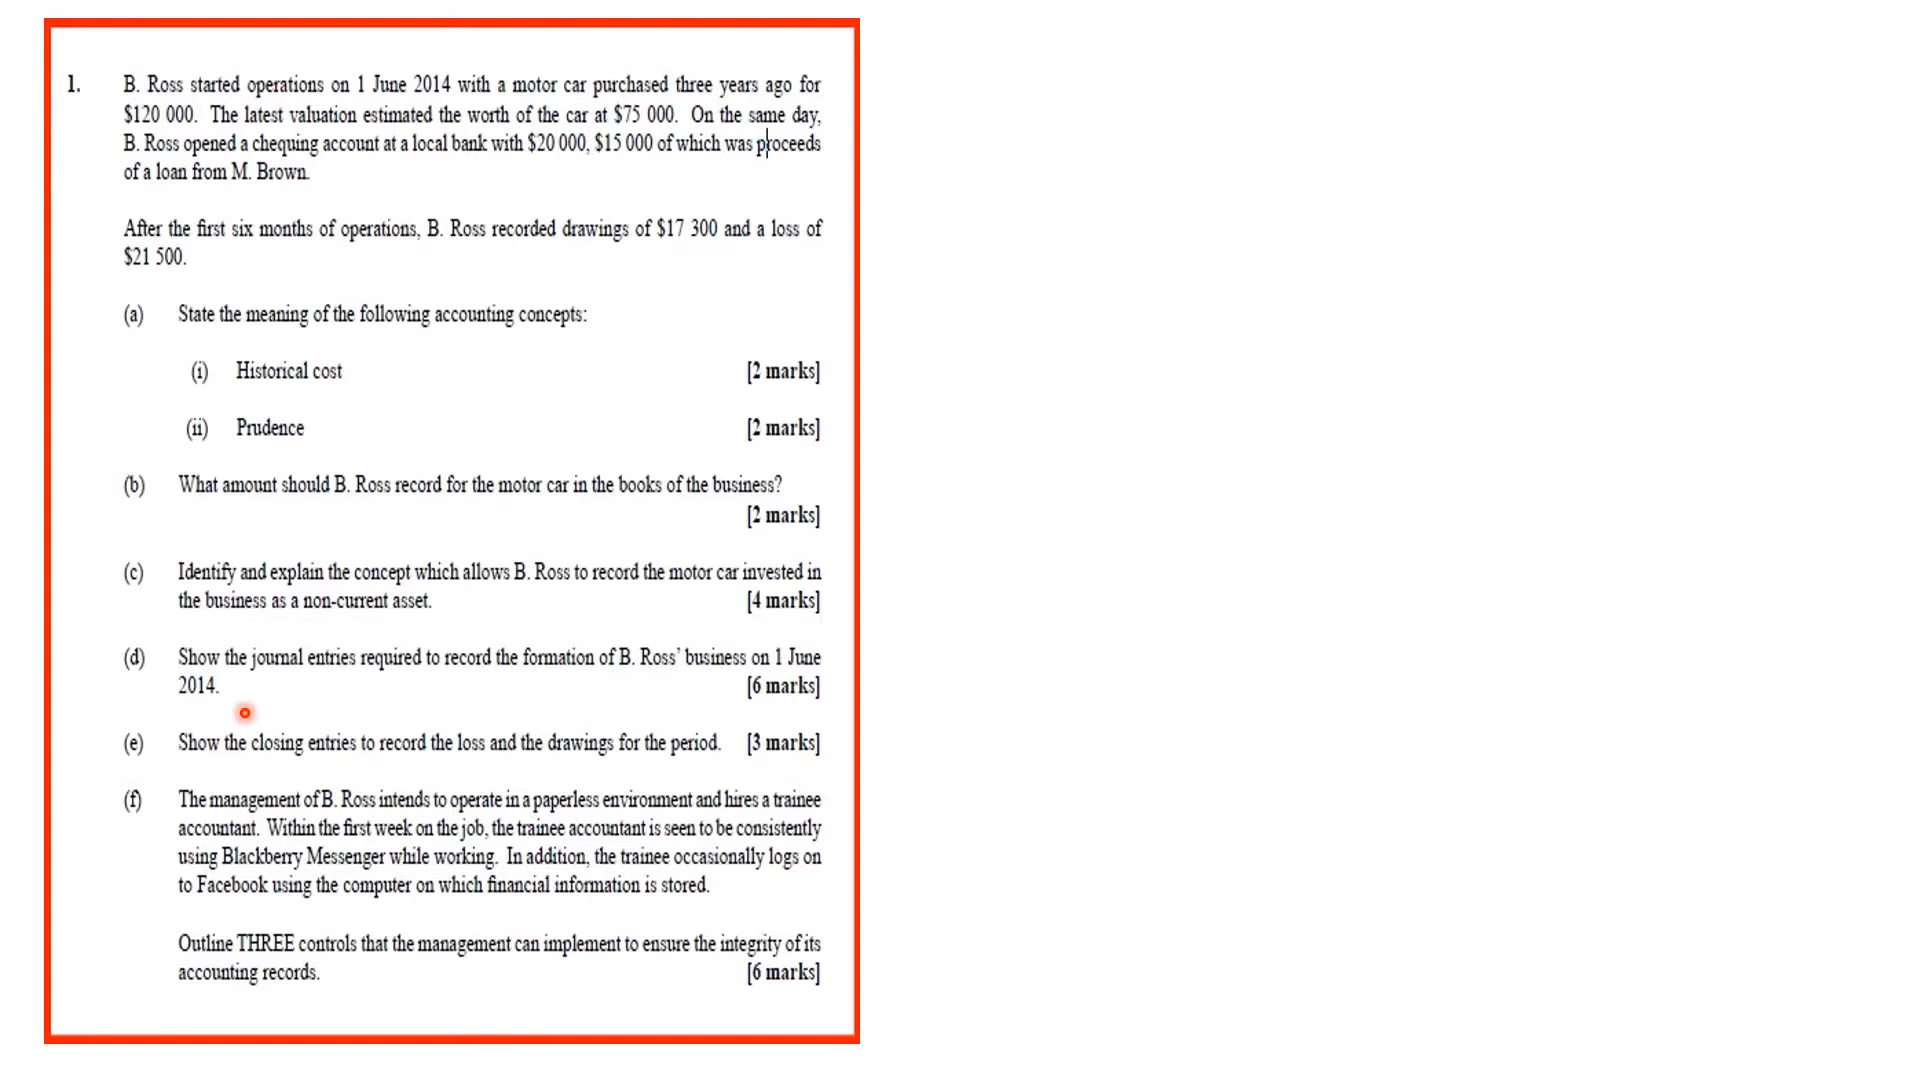 1. B. Ross started operations on 1 June 2014 with a motor car purchased three years ago for
$120 000. The latest valuation estimated the worth of the car at $75 000. On the same day,
B. Ross opened a chequing account at a local bank with $20 000, $15 000 of which was proceeds
of a loan from M. Brown.
After the first six months of operations, B. Ross recorded drawings of $17 300 and a loss of
$21 500.
(a) State the meaning of the following accounting concepts:
(i) Historical cost [2 marks]
(ii) Prudence [2 marks]
(b) What amount should B. Ross record for the motor car in the books of the business?
[2 marks]
(c) Identify and explain the concept which allows B. Ross to record the motor car invested in
the business as a non-current asset. [4 marks]
(d) Show the journal entries required to record the formation of B. Ross' business on 1 June
2014. [6 marks]
(e) Show the closing entries to record the loss and the drawings for the period. [3 marks]
(f) The management of B. Ross intends to operate in a paperless environment and hires a trainee
accountant. Within the first week on the job, the trainee accountant is seen to be consistently
using Blackberry Messenger while working. In addition, the trainee occasionally logs on
to Facebook using the computer on which financial information is stored.
Outline THREE controls that the management can implement to ensure the integrity of its
accounting records. [6 marks]